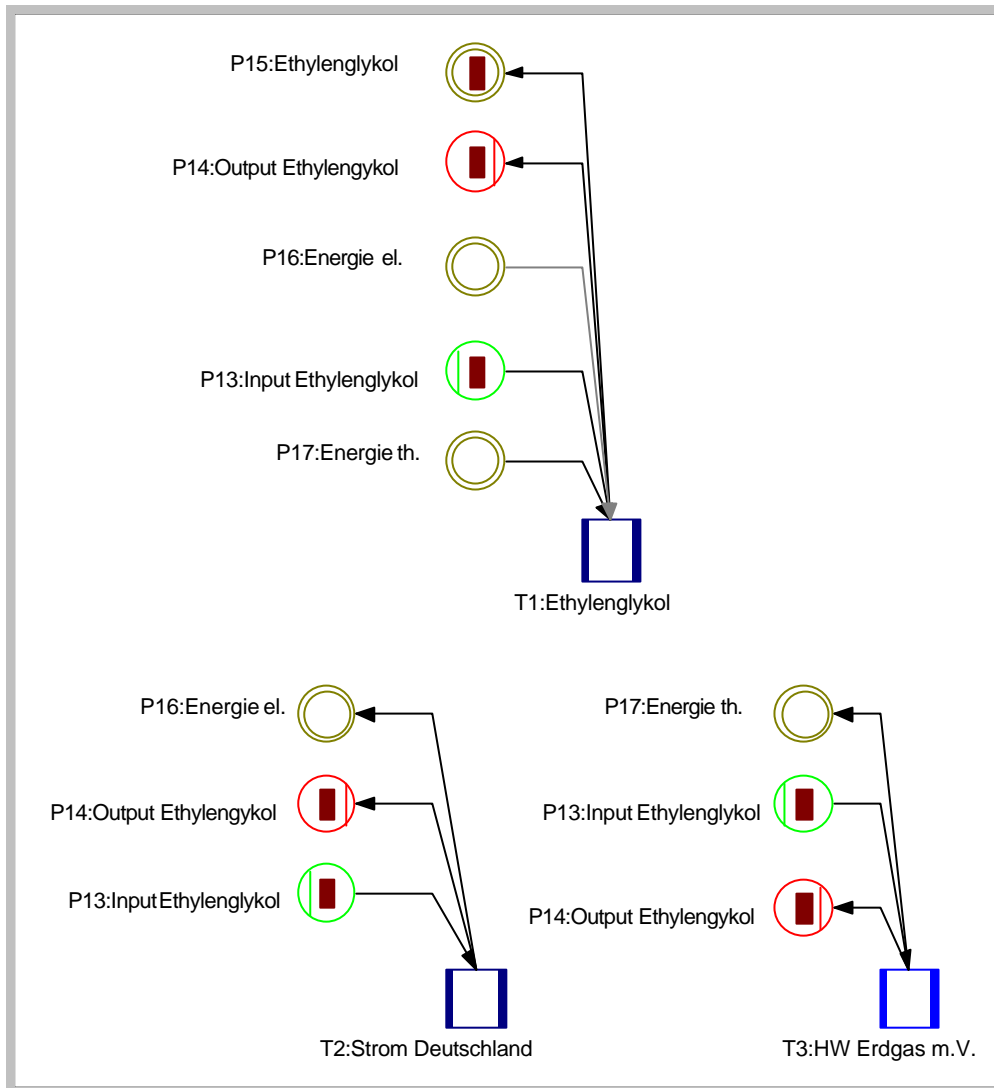 P15:Ethylenglykol
P14:Output Ethylengykol
P16:Energie el.
P13:Input Ethylenglykol
P17:Energie th.
T1:Ethylenglykol
P16:Energie el.
P14:Output Ethylengykol
P13:Input Ethylenglykol
T2:Strom Deutschland
P17:Energie th.
P13:Input Ethylenglykol
P14:Output Ethylengykol
T3:HW Erdgas m.V.